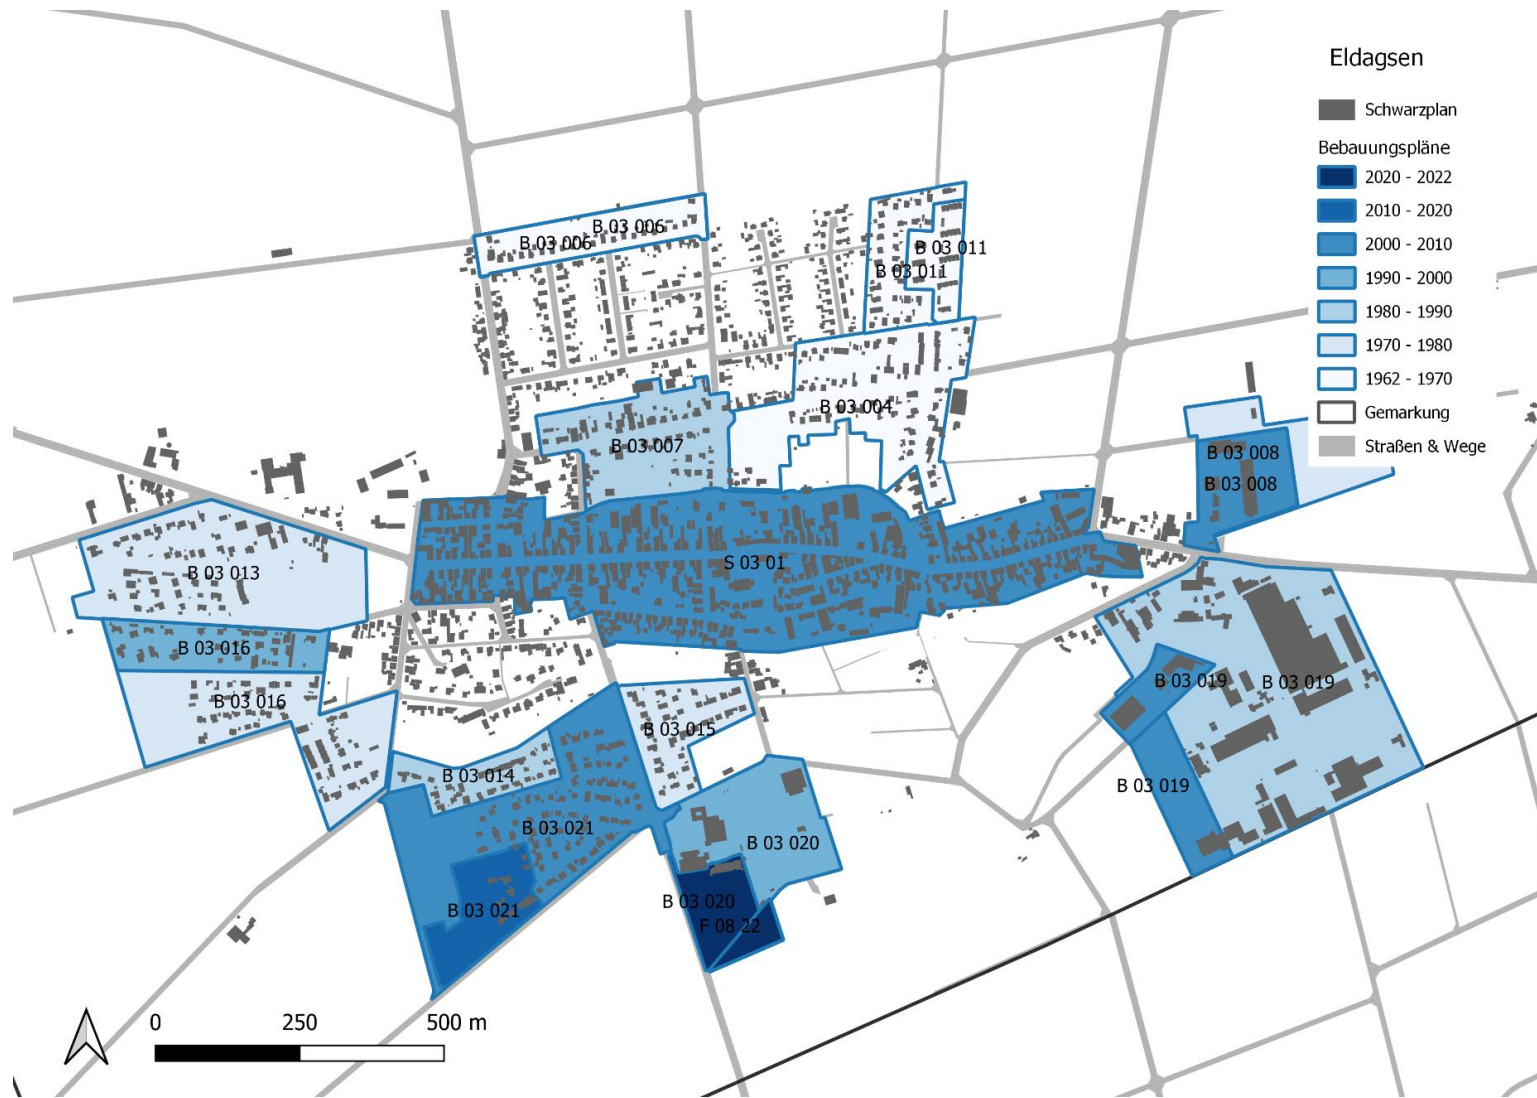 Eldagsen
Schwarzplan
Bebauungspläne
2020 - 2022
2010 - 2020
2000 - 2010
1990 - 2000
1980 - 1990
1970 - 1980
1962 - 1970
Gemarkung
Straßen & Wege
B 03 006
B 03 006
B 03 011
B 03 011
B 03 004
B 03 007
B 03 008
B 03 008
S 03 01
B 03 013
B 03 016
B 03 016
B 03 019
B 03 019
B 03 015
B 03 014
B 03 019
B 03 021
B 03 020
B 03 020
B 03 021
F 08 22
0 250 500 m